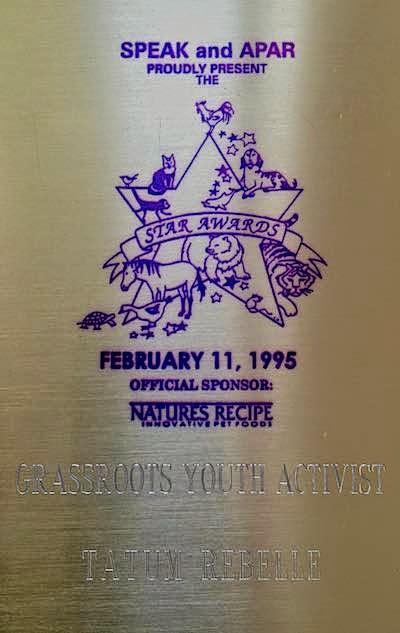 SPEAK and APAR
PROUDLY PRESENT
THE
STAR AWARDS
FEBRUARY 11, 1995
OFFICIAL SPONSOR:
NATURES RECIPE
INNOVATIVE PET FOODS
GRASSROOTS YOUTH ACTIVIST
TATUM REBELLE